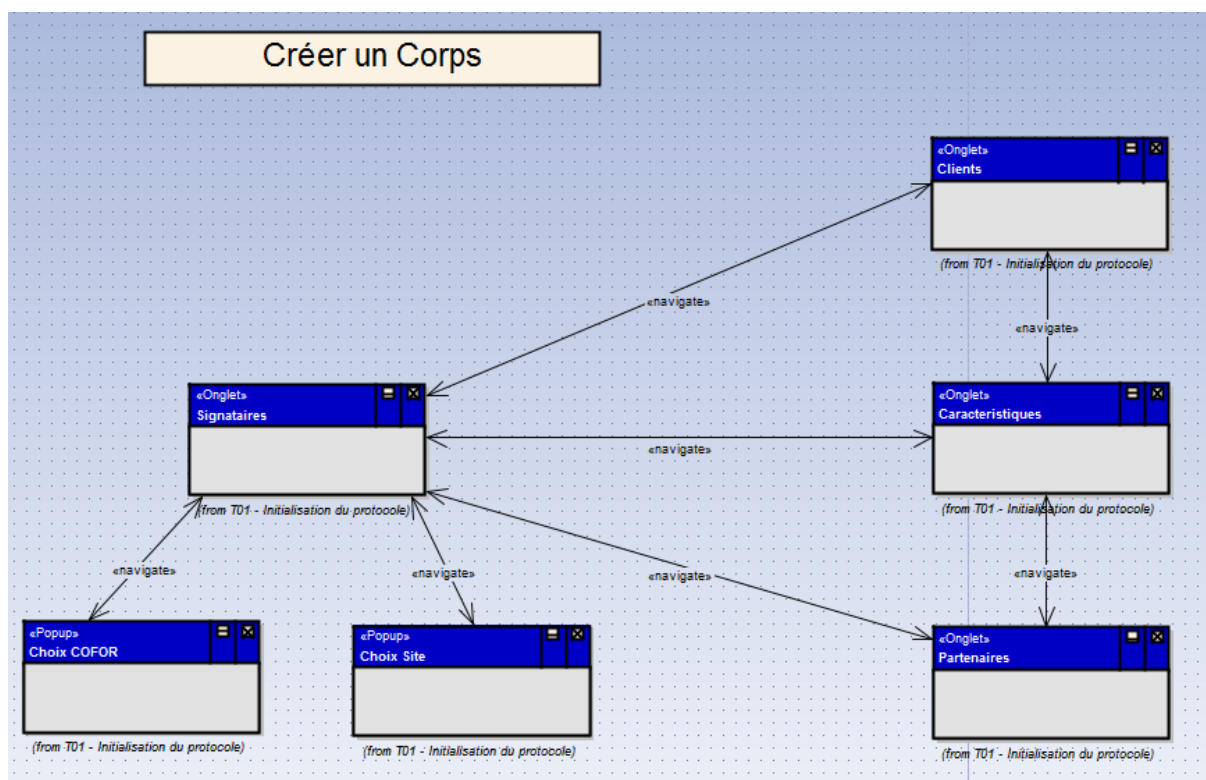 Créer un Corps
«Onglet»
Clients
(from T01 - Initialisation du protocole)
«navigate»
«navigate»
«Onglet»
Signataires
(from T01 - Initialisation du protocole)
«navigate»
«Onglet»
Caracteristiques
(from T01 - Initialisation du protocole)
«navigate»
«navigate»
«navigate»
«navigate»
«Popup»
Choix COFOR
(from T01 - Initialisation du protocole)
«Popup»
Choix Site
(from T01 - Initialisation du protocole)
«Onglet»
Partenaires
(from T01 - Initialisation du protocole)